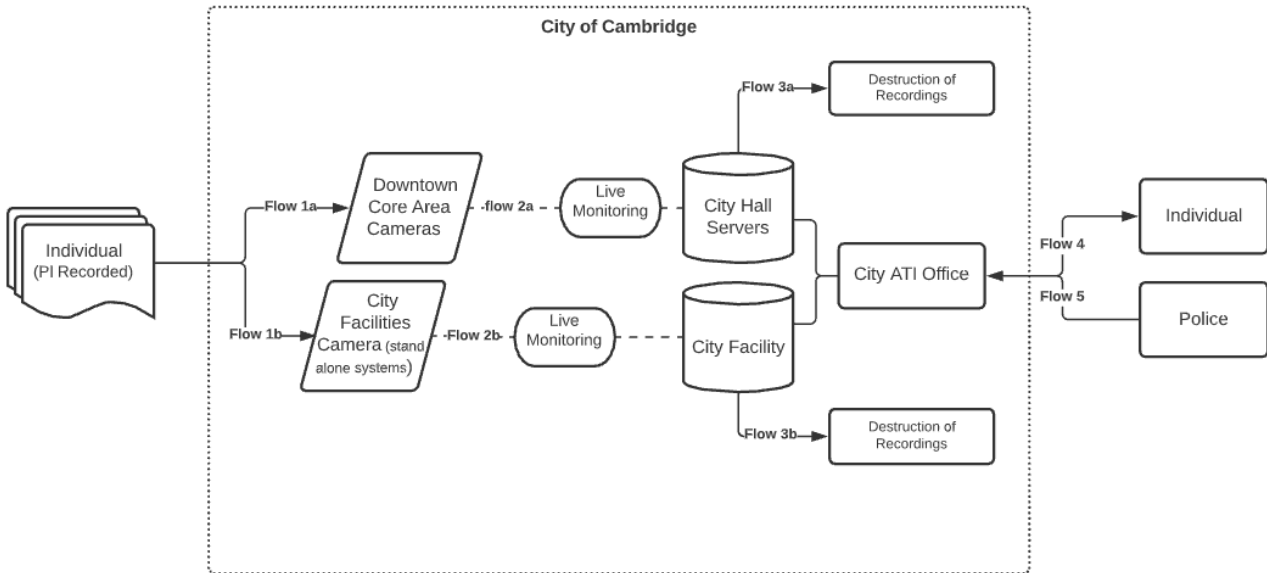 City of Cambridge
Individual
(PI Recorded)
Flow 1a
Flow 1b
Downtown
Core Area
Cameras
City
Facilities
Camera (stand
alone systems)
flow 2a
Flow 2b
Live
Monitoring
Live
Monitoring
Flow 3a
Destruction of
Recordings
City Hall
Servers
City Facility
Flow 3b
Destruction of
Recordings
City ATI Office
Flow 4
Flow 5
Individual
Police